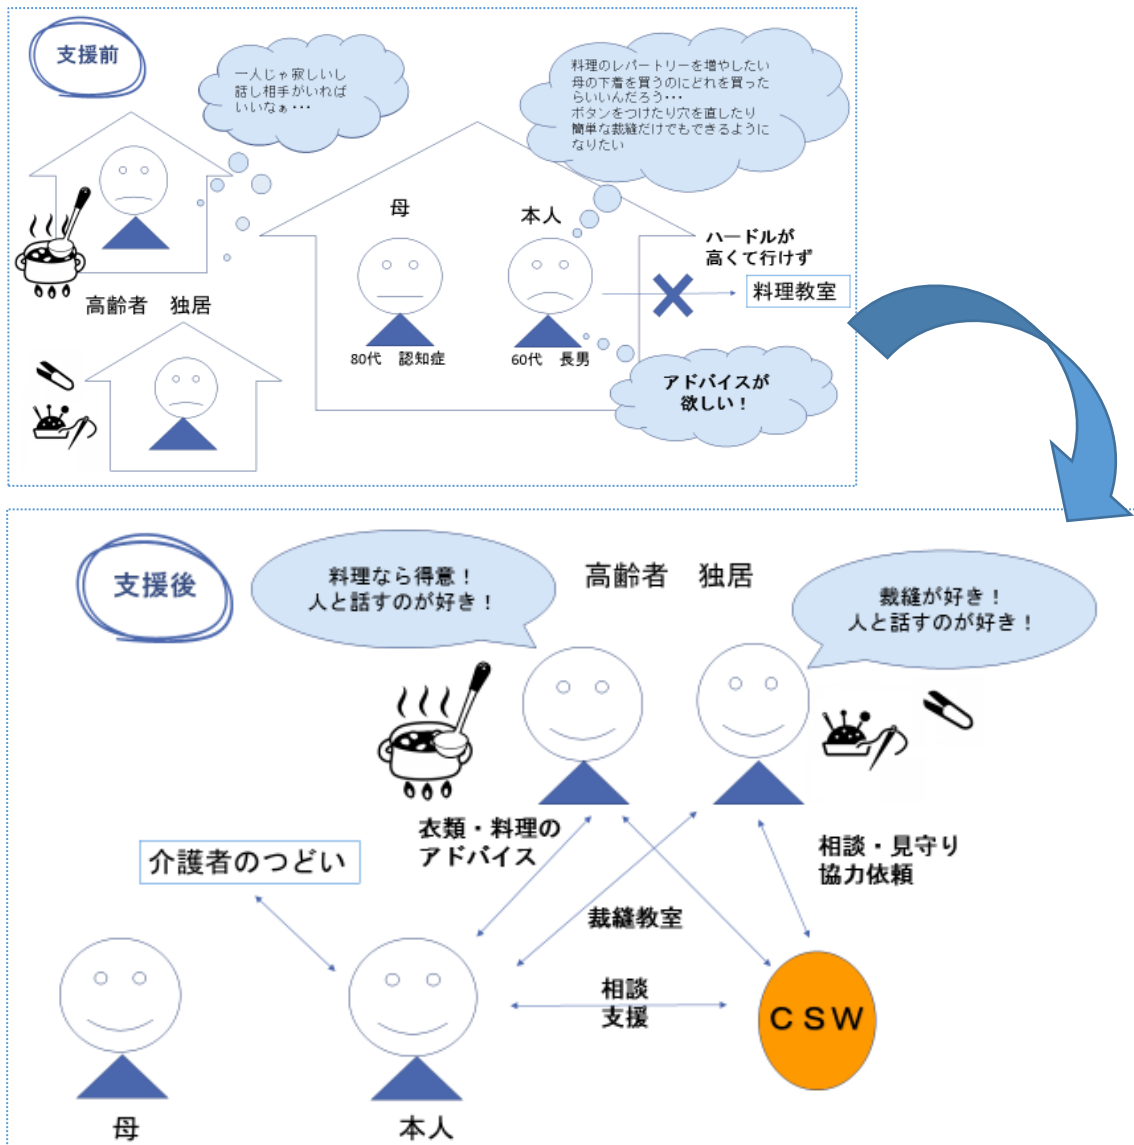 支援前
一人じゃ寂しいし
話し相手がいれば
いいなぁ・・・
料理のレパートリーを増やしたい
母の下着を買うのにどれを買った
らいいんだろう・・・
ボタンをつけたり穴を直したり
簡単な裁縫だけでもできるように
なりたい
母
本人
ハードルが
高くて行けず
料理教室
高齢者 独居
80代 認知症
60代 長男
アドバイスが
欲しい！
支援後
料理なら得意！
人と話すのが好き！
高齢者 独居
裁縫が好き！
人と話すのが好き！
衣類・料理の
アドバイス
相談・見守り
協力依頼
介護者のつどい
裁縫教室
相談
支援
ＣＳＷ
母
本人